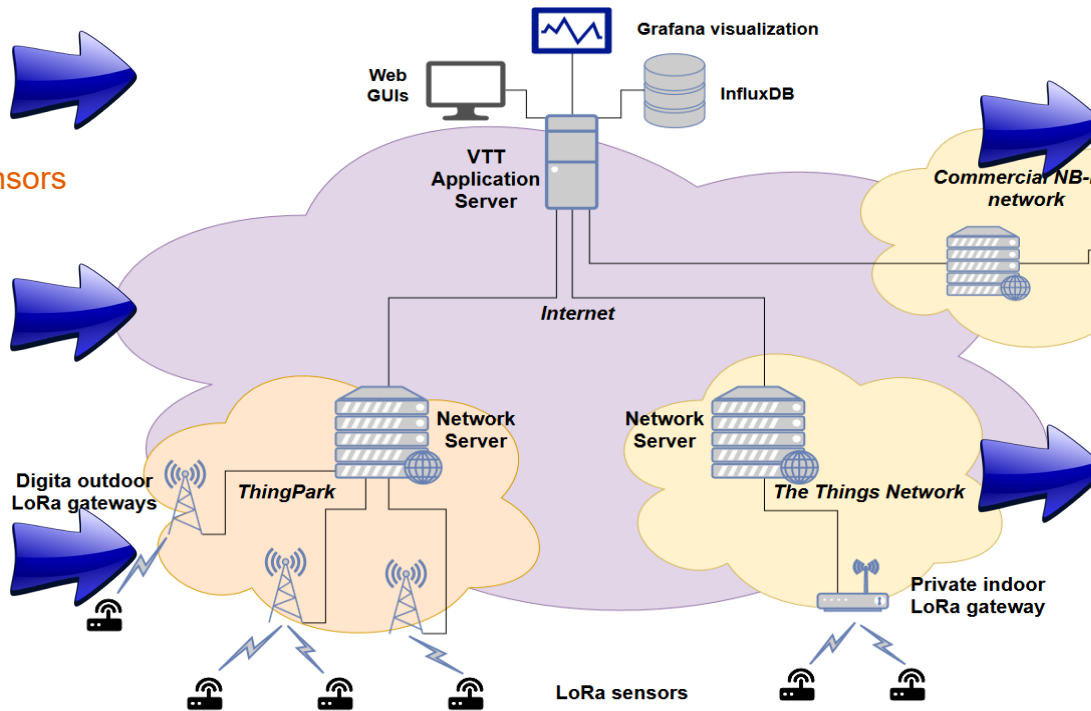 Grafana visualization
Web
GUIs
InfluxDB
VTT
Application
Server
Commercial
network
Internet
Network
Server
Network
Server
Digita outdoor
LoRa gateways
ThingPark
The Things Network
Private indoor
LoRa gateway
LoRa sensors